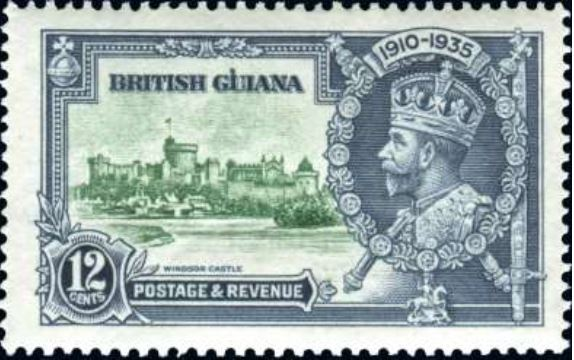 1910-1935
BRITISH GUIANA
WINDSOR CASTLE
12
CENTS
POSTAGE & REVENUE